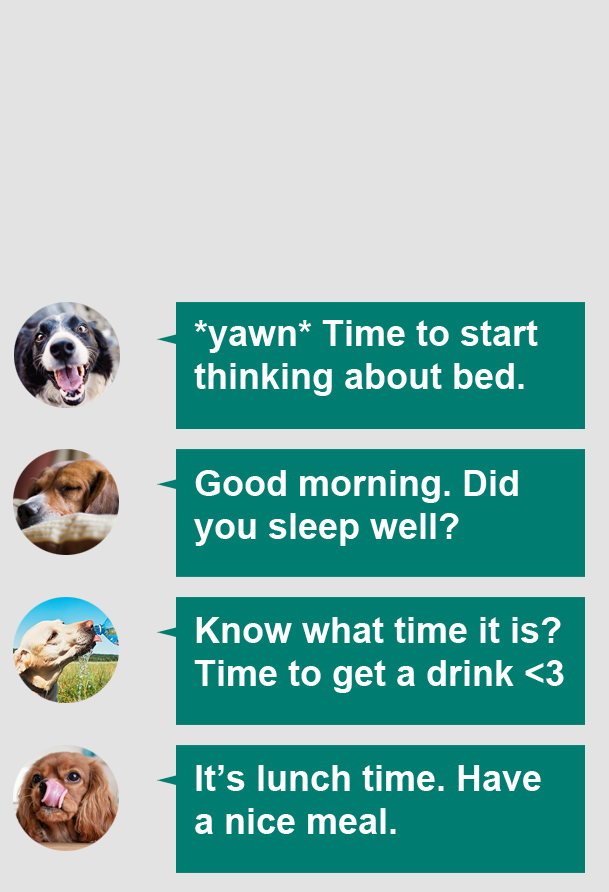 *yawn* Time to start
thinking about bed.
Good morning. Did
you sleep well?
Know what time it is?
Time to get a drink <3
It’s lunch time. Have
a nice meal.